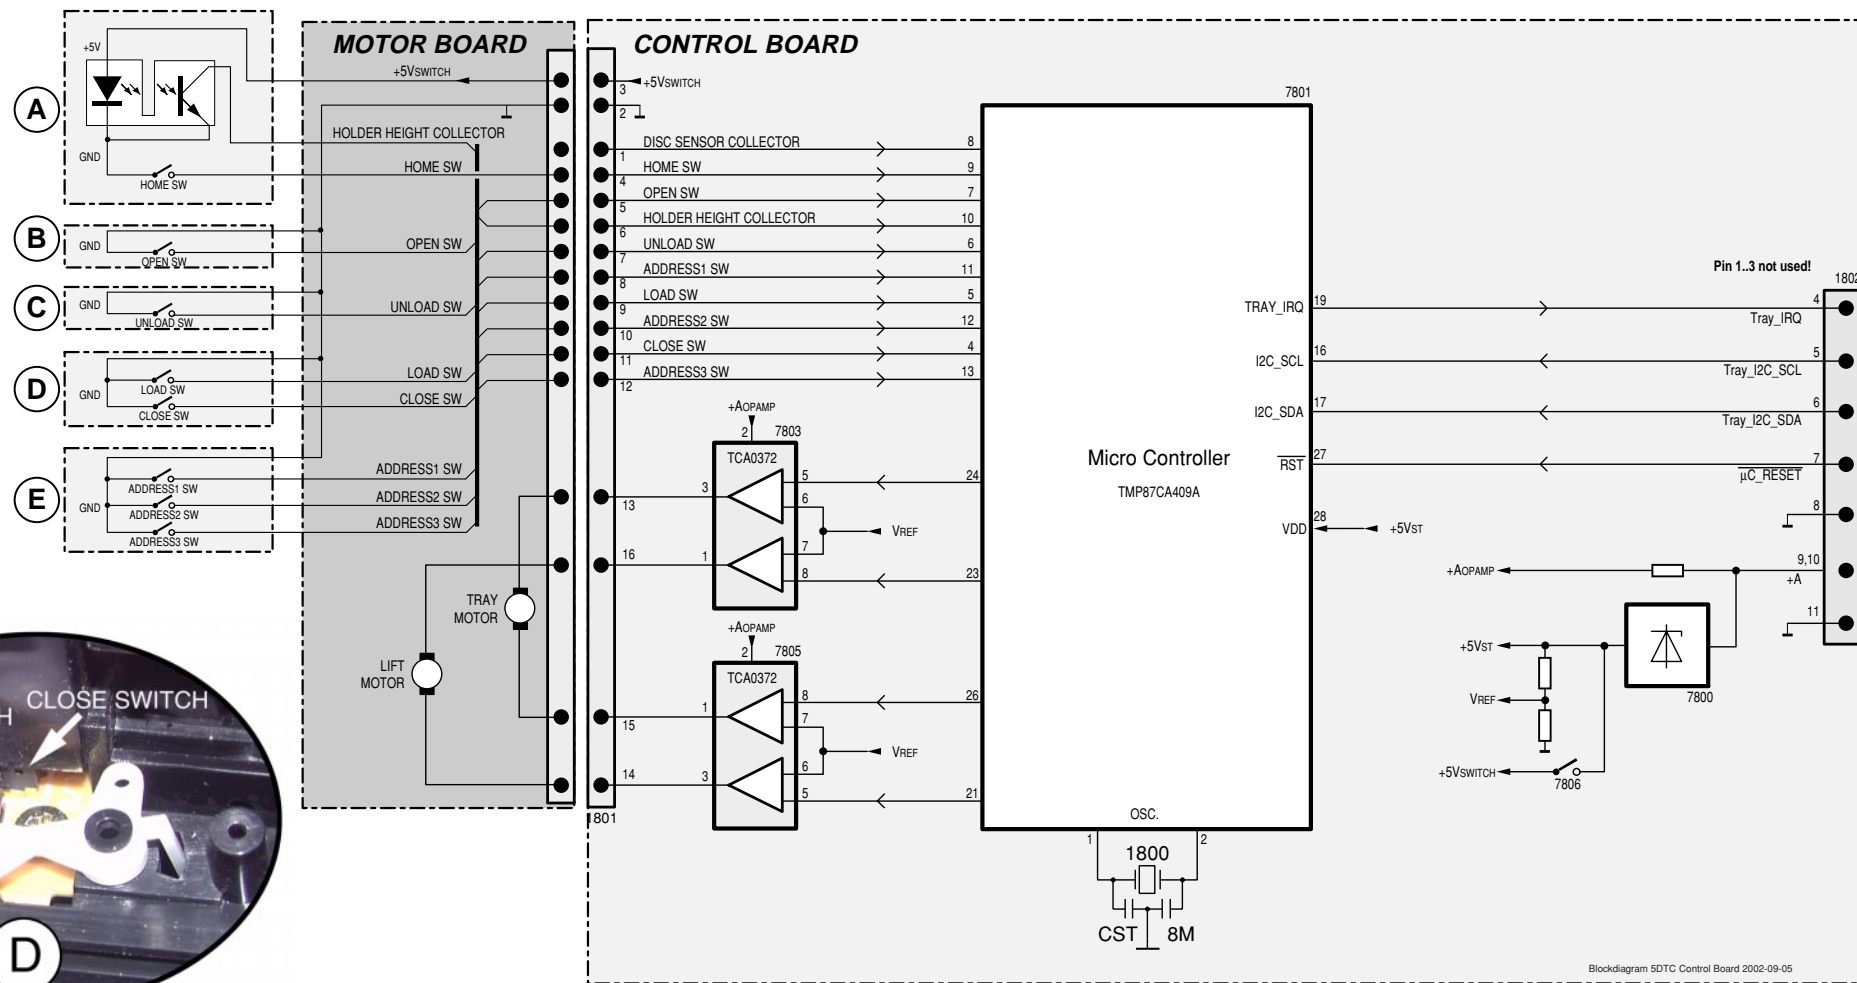 MOTOR BOARD
CONTROL BOARD
A
+5V
GND
HOME SW
B
GND
OPEN SW
C
GND
UNLOAD SW
D
GND
LOAD SW
CLOSE SW
E
GND
ADDRESS1 SW
ADDRESS2 SW
ADDRESS3 SW
+5VSWITCH
HOLDER HEIGHT COLLECTOR
HOME SW
OPEN SW
UNLOAD SW
LOAD SW
CLOSE SW
ADDRESS1 SW
ADDRESS2 SW
ADDRESS3 SW
TRAY
MOTOR
LIFT
MOTOR
3 +5VSWITCH
2
1 DISC SENSOR COLLECTOR 8
4 HOME SW 9
5 OPEN SW 7
6 HOLDER HEIGHT COLLECTOR 10
7 UNLOAD SW 6
8 ADDRESS1 SW 11
9 LOAD SW 5
10 ADDRESS2 SW 12
11 CLOSE SW 4
12 ADDRESS3 SW 13
13
16
15
14
1801
+AOPAMP
2 7803
TCA0372
3 5 24
6
VREF
1 7
8 23
+AOPAMP
2 7805
TCA0372
1 8 26
7
VREF
3 6
5 21
7801
Micro Controller
TMP87CA409A
TRAY_IRQ 19
I2C_SCL 16
I2C_SDA 17
RST 27
VDD 28 +5VST
OSC.
1 2
1800
CST 8M
Pin 1..3 not used!
1802
4
Tray_IRQ
5
Tray_I2C_SCL
6
Tray_I2C_SDA
7
µC_RESET
8
9,10
+A
11
+AOPAMP
+5VST
VREF
7800
+5VSWITCH
7806
CLOSE SWITCH
H
D
Blockdiagram 5DTC Control Board 2002-09-05